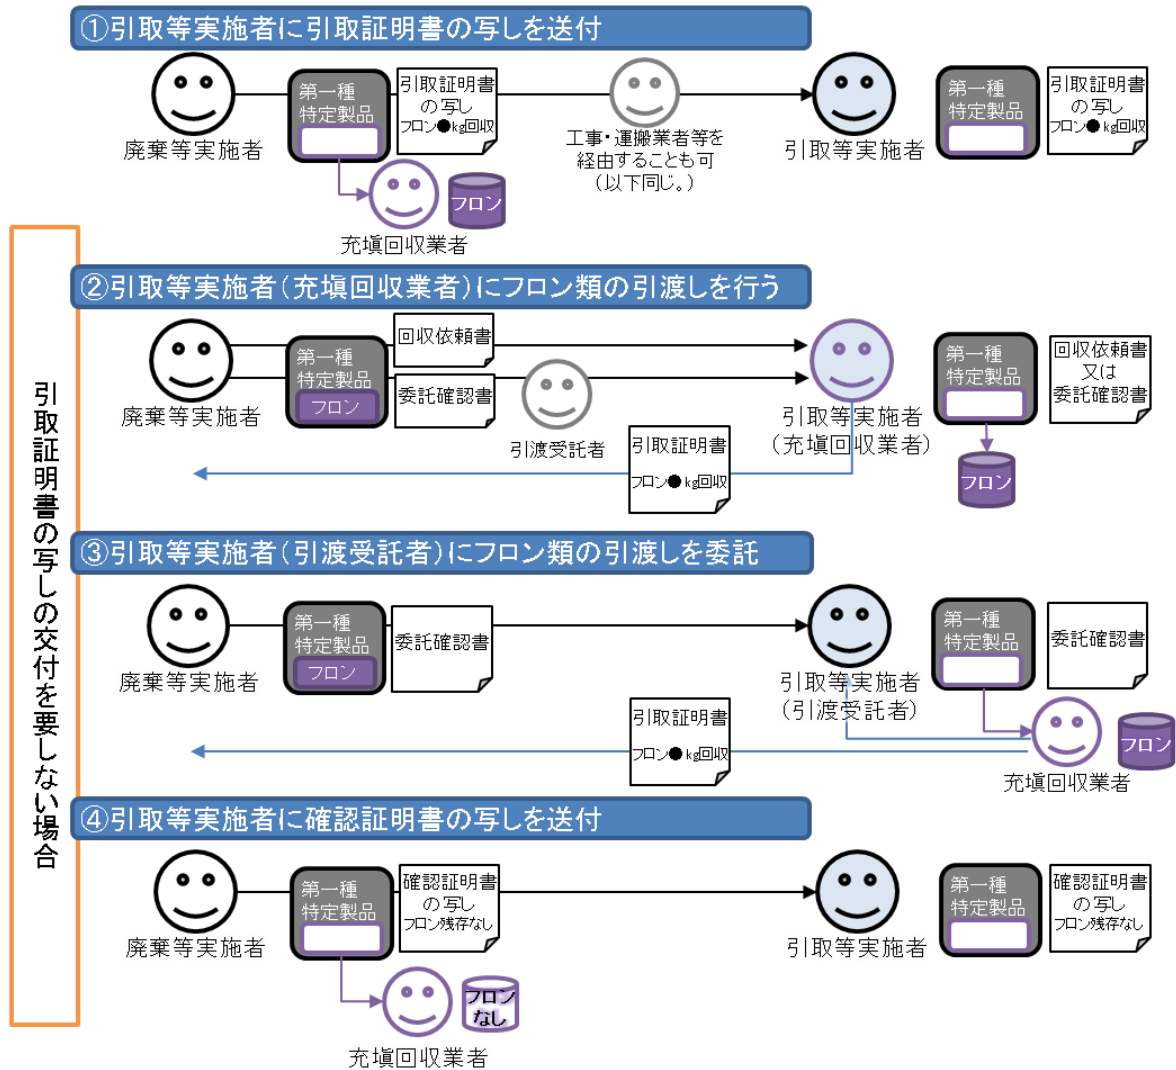 ①引取等実施者に引取証明書の写しを送付
第一種
特定製品
引取証明書
の写し
フロン●kg回収
廃棄等実施者
工事・運搬業者等を
経由することも可
(以下同じ。)
引取等実施者
第一種
特定製品
引取証明書
の写し
フロン●kg回収
フロン
充塡回収業者
引取証明書の写しの交付を要しない場合
②引取等実施者(充塡回収業者)にフロン類の引渡しを行う
回収依頼書
第一種
特定製品
フロン
委託確認書
廃棄等実施者
引渡受託者
引取等実施者
(充塡回収業者)
第一種
特定製品
回収依頼書
又は
委託確認書
引取証明書
フロン●kg回収
フロン
③引取等実施者(引渡受託者)にフロン類の引渡しを委託
第一種
特定製品
フロン
委託確認書
廃棄等実施者
引取等実施者
(引渡受託者)
第一種
特定製品
委託確認書
引取証明書
フロン●kg回収
フロン
充塡回収業者
④引取等実施者に確認証明書の写しを送付
第一種
特定製品
確認証明書
の写し
フロン残存なし
廃棄等実施者
引取等実施者
第一種
特定製品
確認証明書
の写し
フロン残存なし
フロン
なし
充塡回収業者